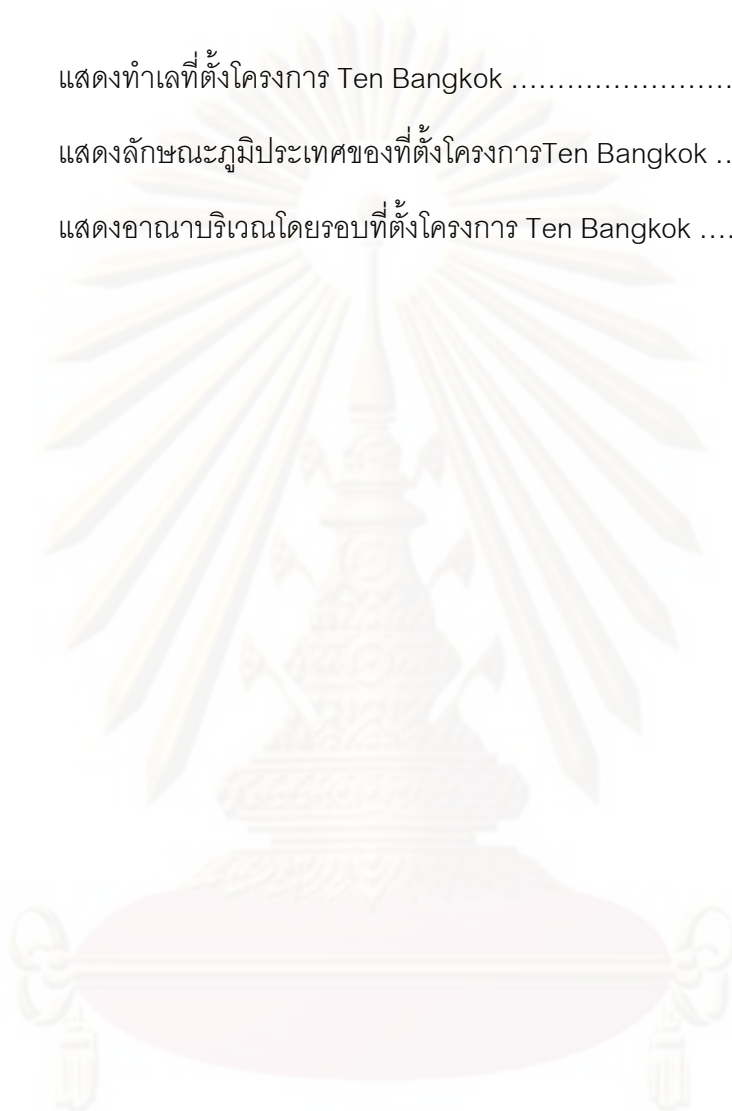 แสดงทำเลที่ตั้งโครงการ Ten Bangkok ........................
แสดงลักษณะภูมิประเทศของที่ตั้งโครงการTen Bangkok ..
แสดงอาณาบริเวณโดยรอบที่ตั้งโครงการ Ten Bangkok ....